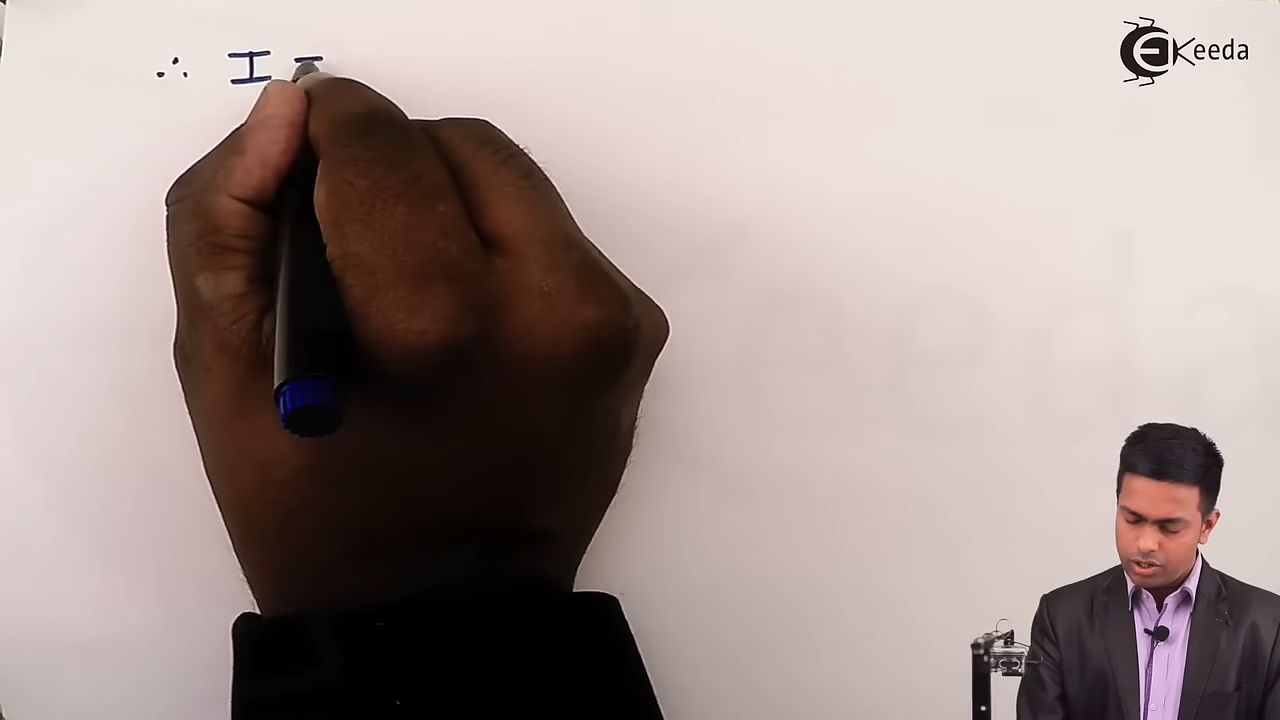 ∴ I =
EKeeda